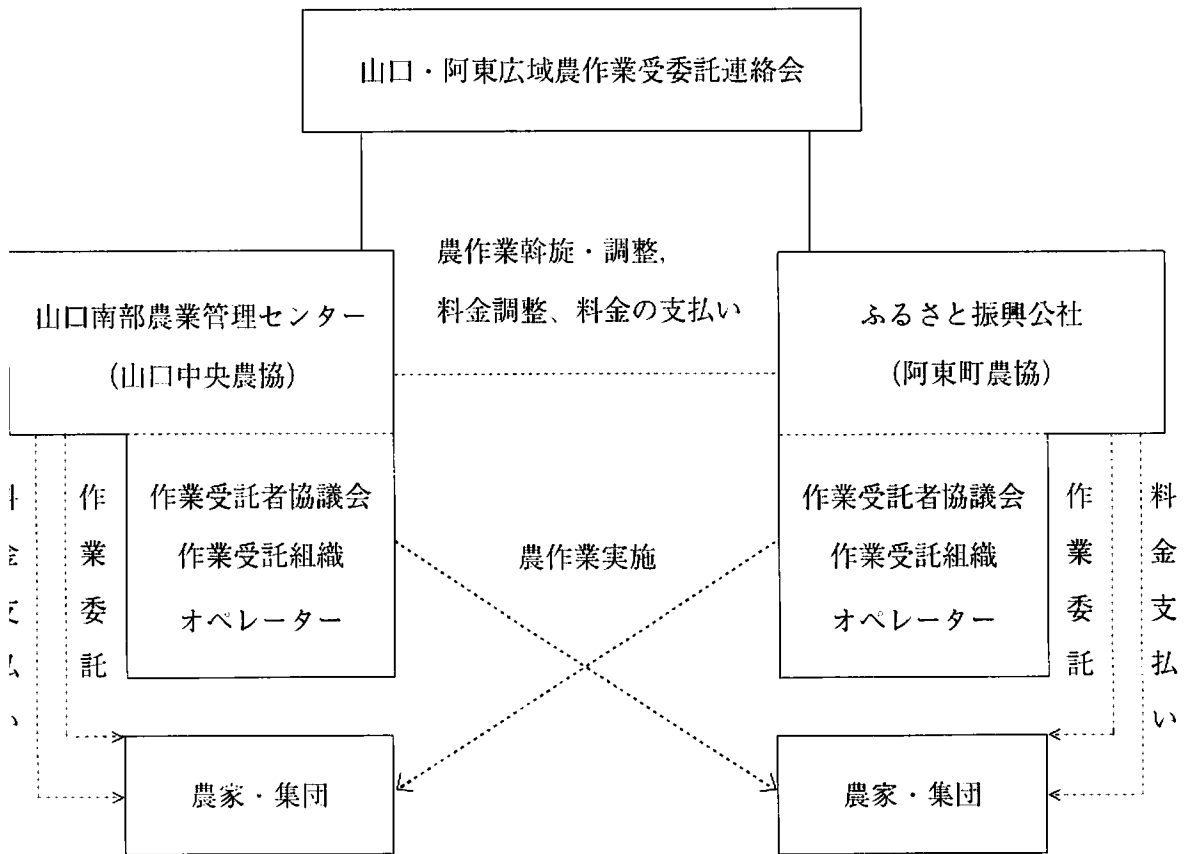 山口・阿東広域農作業受委託連絡会
農作業斡旋・調整,
料金調整、料金の支払い
山口南部農業管理センター
(山口中央農協)
ふるさと振興公社
(阿東町農協)
料金支払い
作業委託
作業受託者協議会
作業受託組織
オペレーター
農作業実施
作業受託者協議会
作業受託組織
オペレーター
作業委託
料金支払い
農家・集団
農家・集団